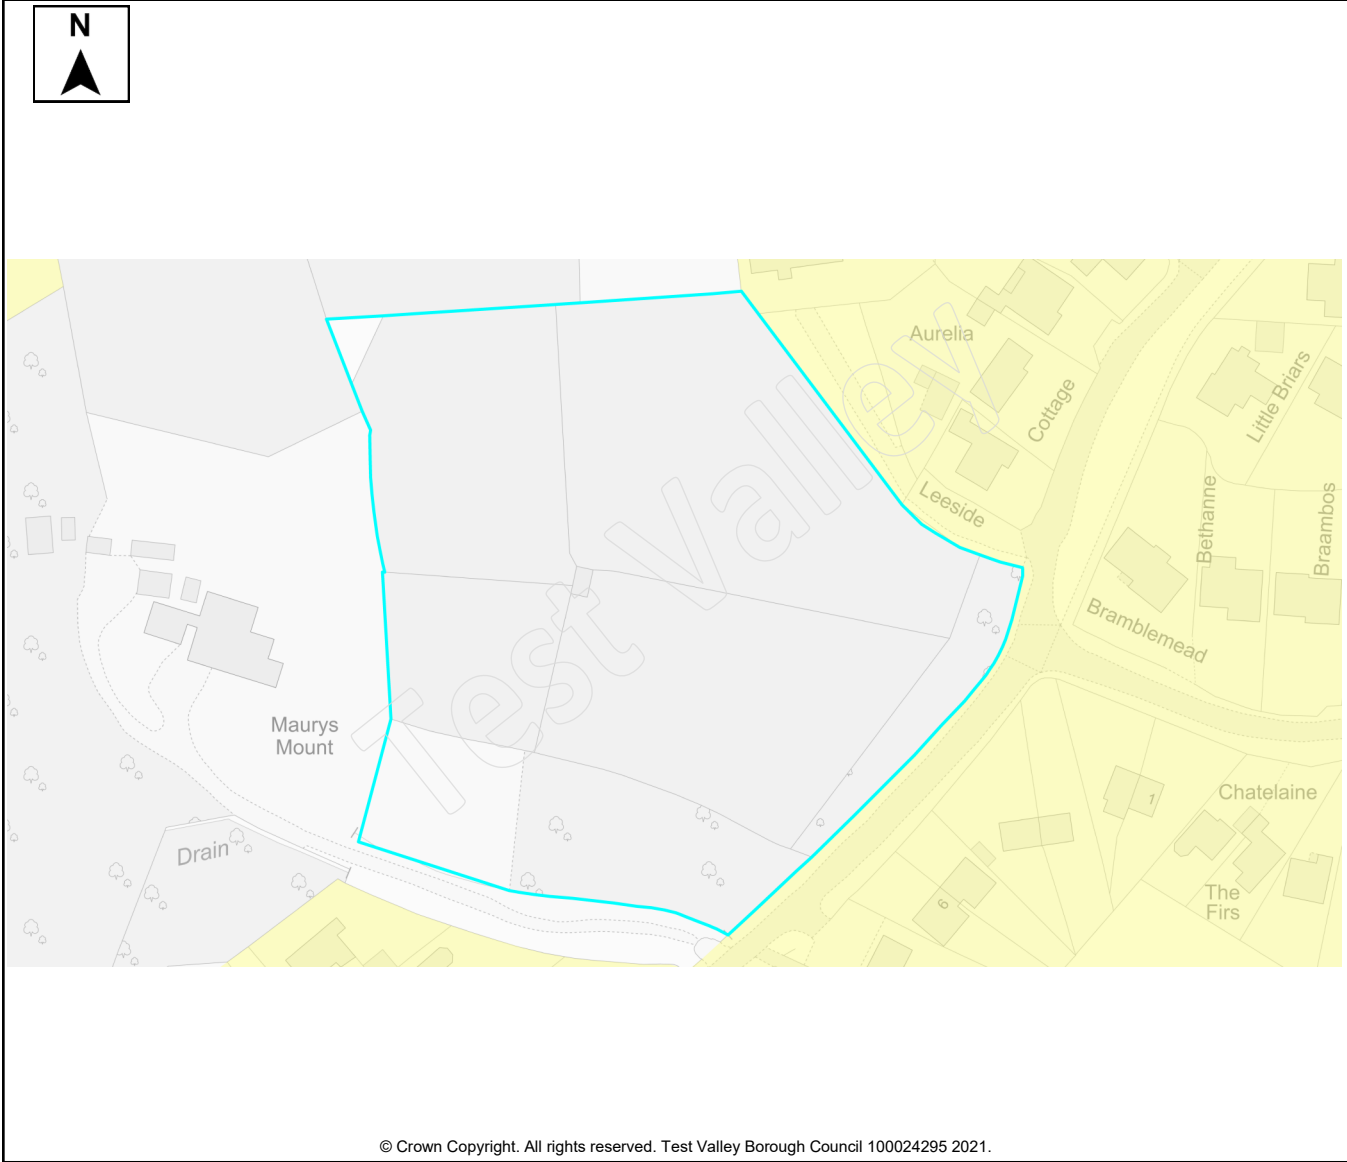 N
Aurelia
Cottage
Little Briars
Leeside
Bethanne
Braambos
Bramblemead
Test Valley
Maurys
Mount
Drain
1
Chatelaine
6
The
Firs
© Crown Copyright. All rights reserved. Test Valley Borough Council 100024295 2021.